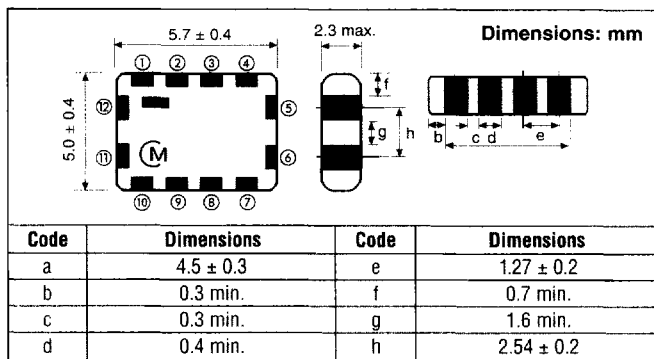 Dimensions: mm
5.7 ± 0.4
2.3 max.
① ② ③ ④
⑫ ⑤
5.0 ± 0.4
⑪ ⑥
CM
⑩ ⑨ ⑧ ⑦
f
g
h
b c d e
Code Dimensions Code Dimensions
a 4.5 ± 0.3 e 1.27 ± 0.2
b 0.3 min. f 0.7 min.
c 0.3 min. g 1.6 min.
d 0.4 min. h 2.54 ± 0.2